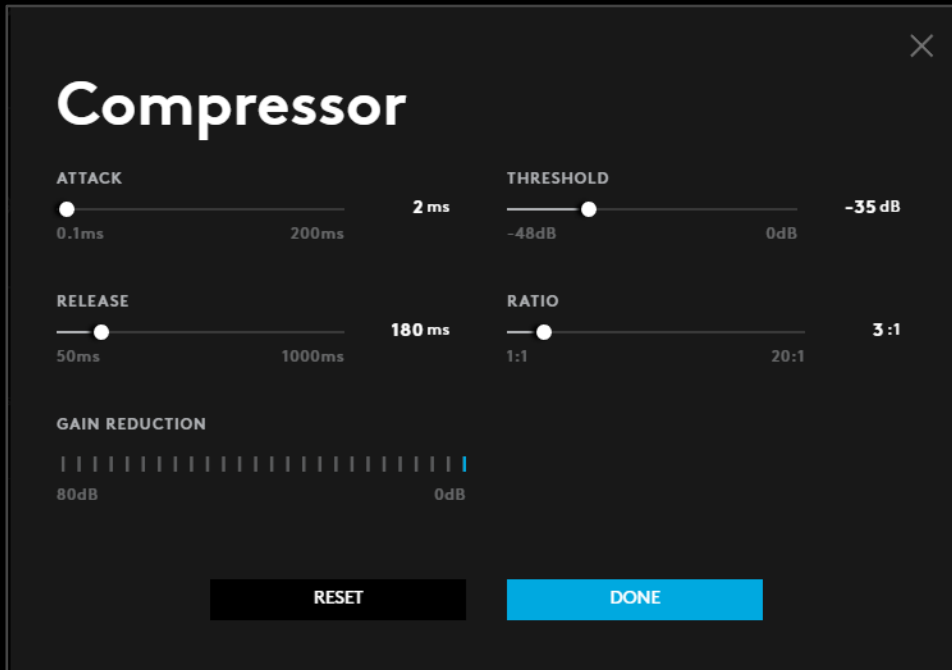 Compressor
ATTACK
2 ms
0.1ms 200ms
THRESHOLD
-35 dB
-48dB 0dB
RELEASE
180 ms
50ms 1000ms
RATIO
3 :1
1:1 20:1
GAIN REDUCTION
80dB 0dB
RESET
DONE